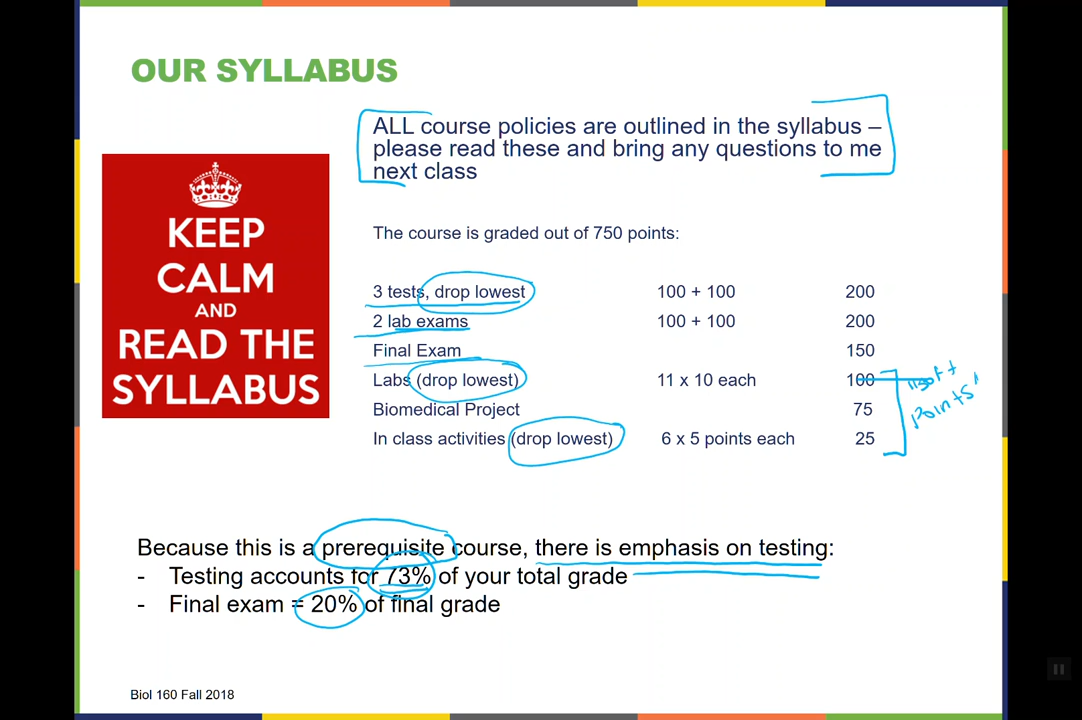 OUR SYLLABUS
ALL course policies are outlined in the syllabus –
please read these and bring any questions to me
next class
KEEP
CALM
AND
READ THE
SYLLABUS
The course is graded out of 750 points:
3 tests, drop lowest 100 + 100 200
2 lab exams 100 + 100 200
Final Exam 150
Labs (drop lowest) 11 x 10 each 100
Biomedical Project 75
In class activities (drop lowest) 6 x 5 points each 25
points
Because this is a prerequisite course, there is emphasis on testing:
- Testing accounts for 73% of your total grade
- Final exam = 20% of final grade
Biol 160 Fall 2018